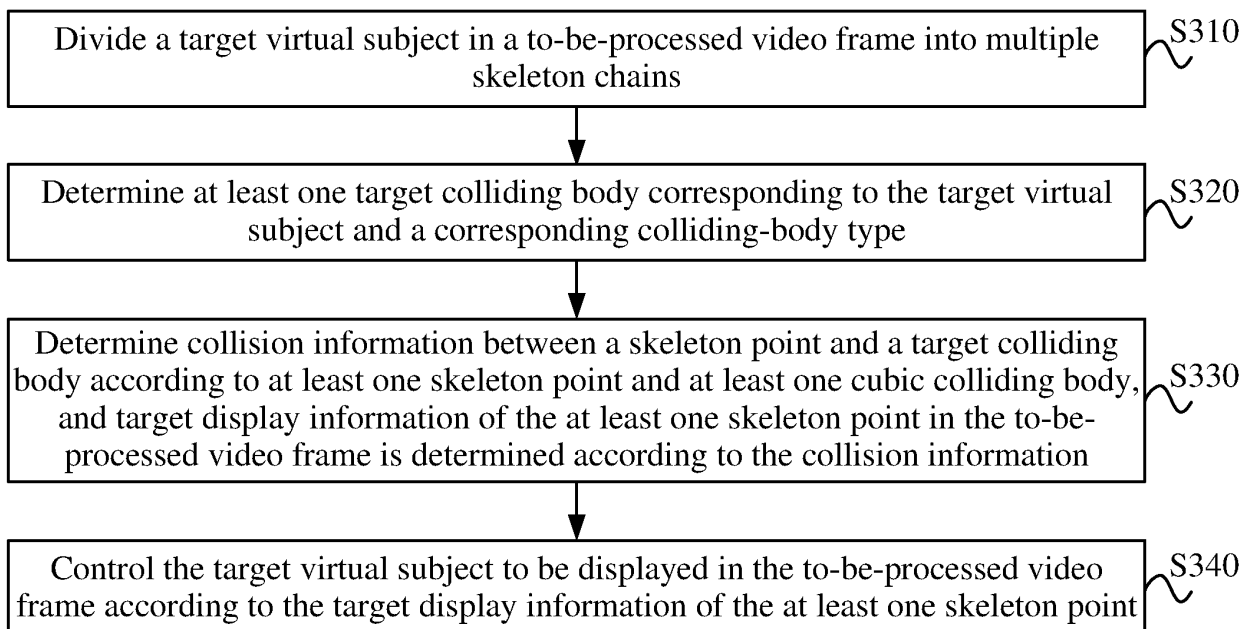 Divide a target virtual subject in a to-be-processed video frame into multiple
skeleton chains
S310
Determine at least one target colliding body corresponding to the target virtual
subject and a corresponding colliding-body type
S320
Determine collision information between a skeleton point and a target colliding
body according to at least one skeleton point and at least one cubic colliding body,
and target display information of the at least one skeleton point in the to-be-
processed video frame is determined according to the collision information
S330
Control the target virtual subject to be displayed in the to-be-processed video
frame according to the target display information of the at least one skeleton point
S340